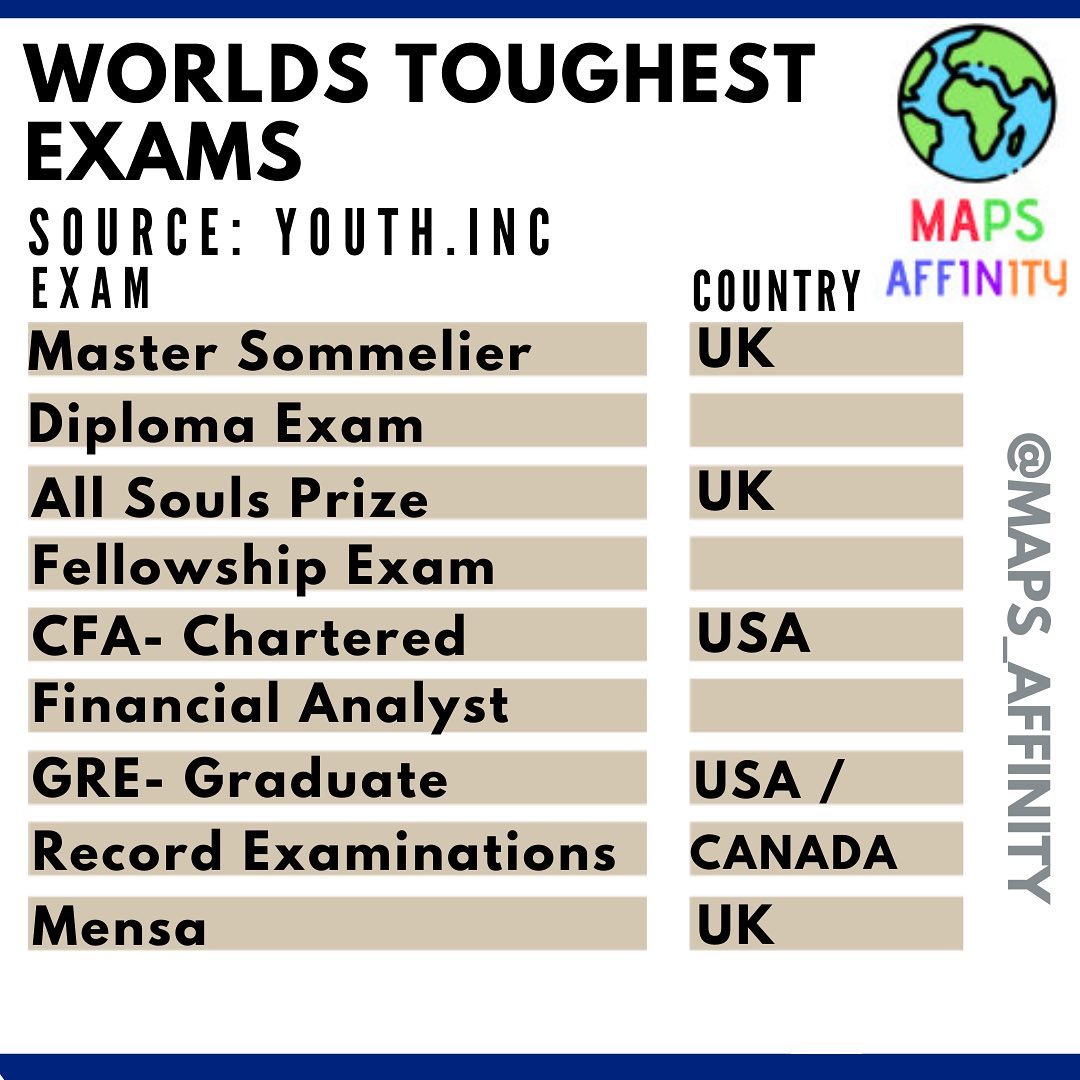 WORLDS TOUGHEST
EXAMS
SOURCE: YOUTH.INC
EXAM
COUNTRY
MAPS
AFF1N1TY
Master Sommelier
UK
Diploma Exam
All Souls Prize
UK
Fellowship Exam
CFA- Chartered
USA
Financial Analyst
GRE- Graduate
USA /
Record Examinations
CANADA
Mensa
UK
@MAPS_AFFINITY